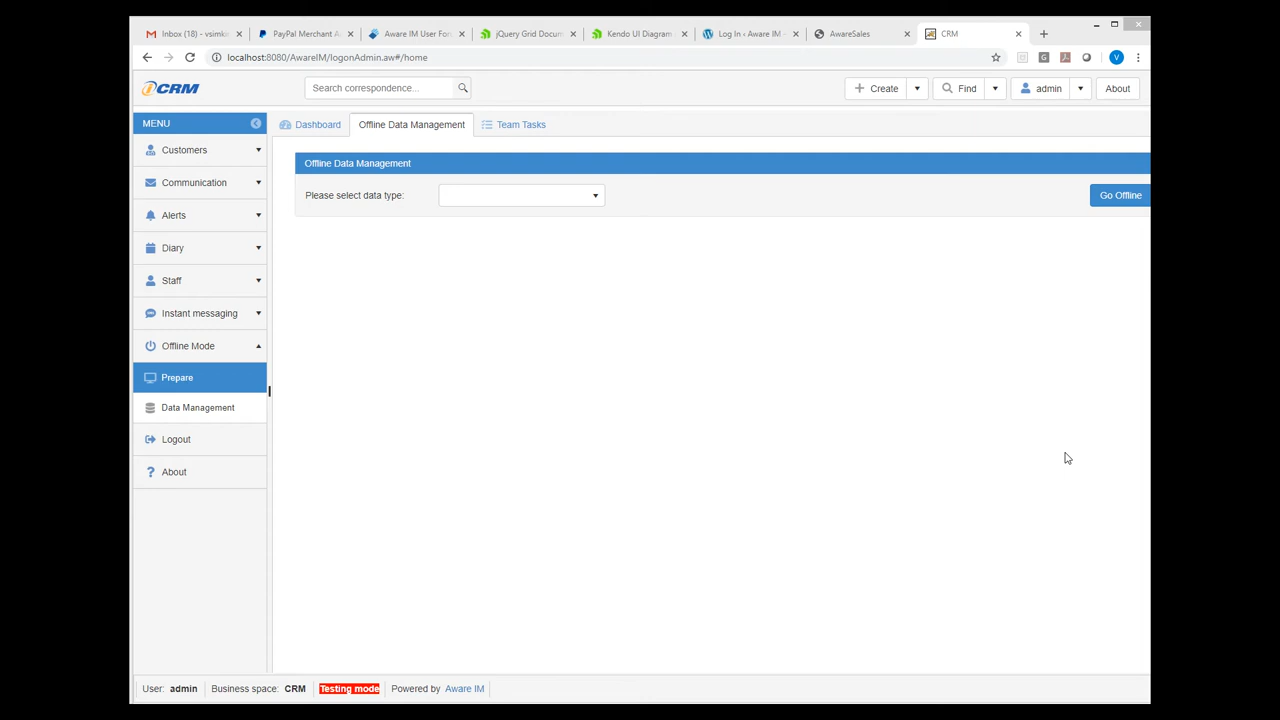 Inbox (18) - vsimio
PayPal Merchant A
Aware IM User For
jQuery Grid Docum
Kendo UI Diagram
Log In ‹ Aware IM —
AwareSales
CRM
localhost:8080/AwareIM/logonAdmin.aw#/home
V
iCRM
Search correspondence...
Create
Find
admin
About
MENU
Dashboard
Offline Data Management
Team Tasks
Customers
Communication
Alerts
Diary
Staff
Instant messaging
Offline Mode
Prepare
Data Management
Logout
About
Offline Data Management
Please select data type:
Go Offline
User: admin
Business space: CRM
Testing mode
Powered by Aware IM